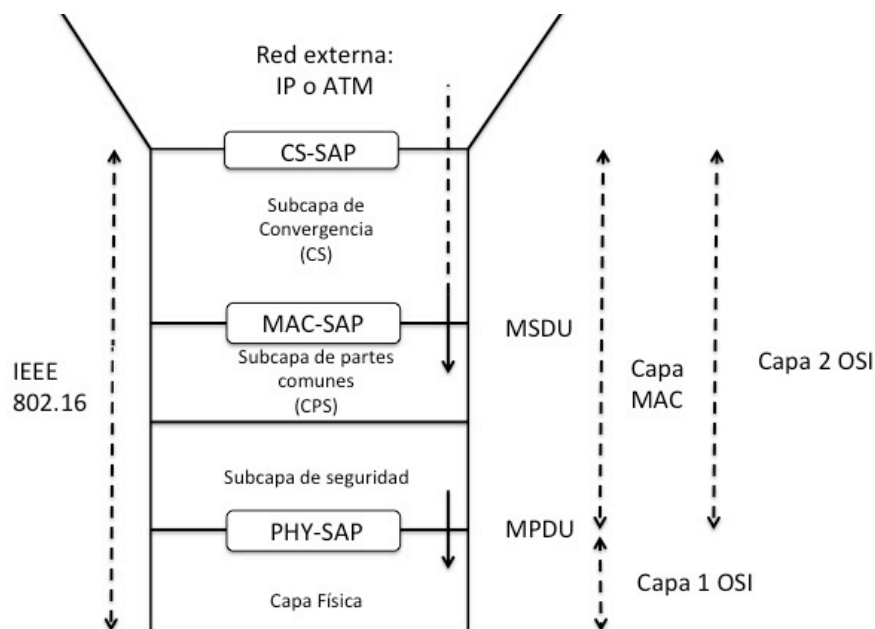 Red externa:
IP o ATM
CS-SAP
Subcapa de
Convergencia
(CS)
MAC-SAP
MSDU
Subcapa de partes
comunes
(CPS)
IEEE
802.16
Capa
MAC
Capa 2 OSI
Subcapa de seguridad
PHY-SAP
MPDU
Capa Física
Capa 1 OSI